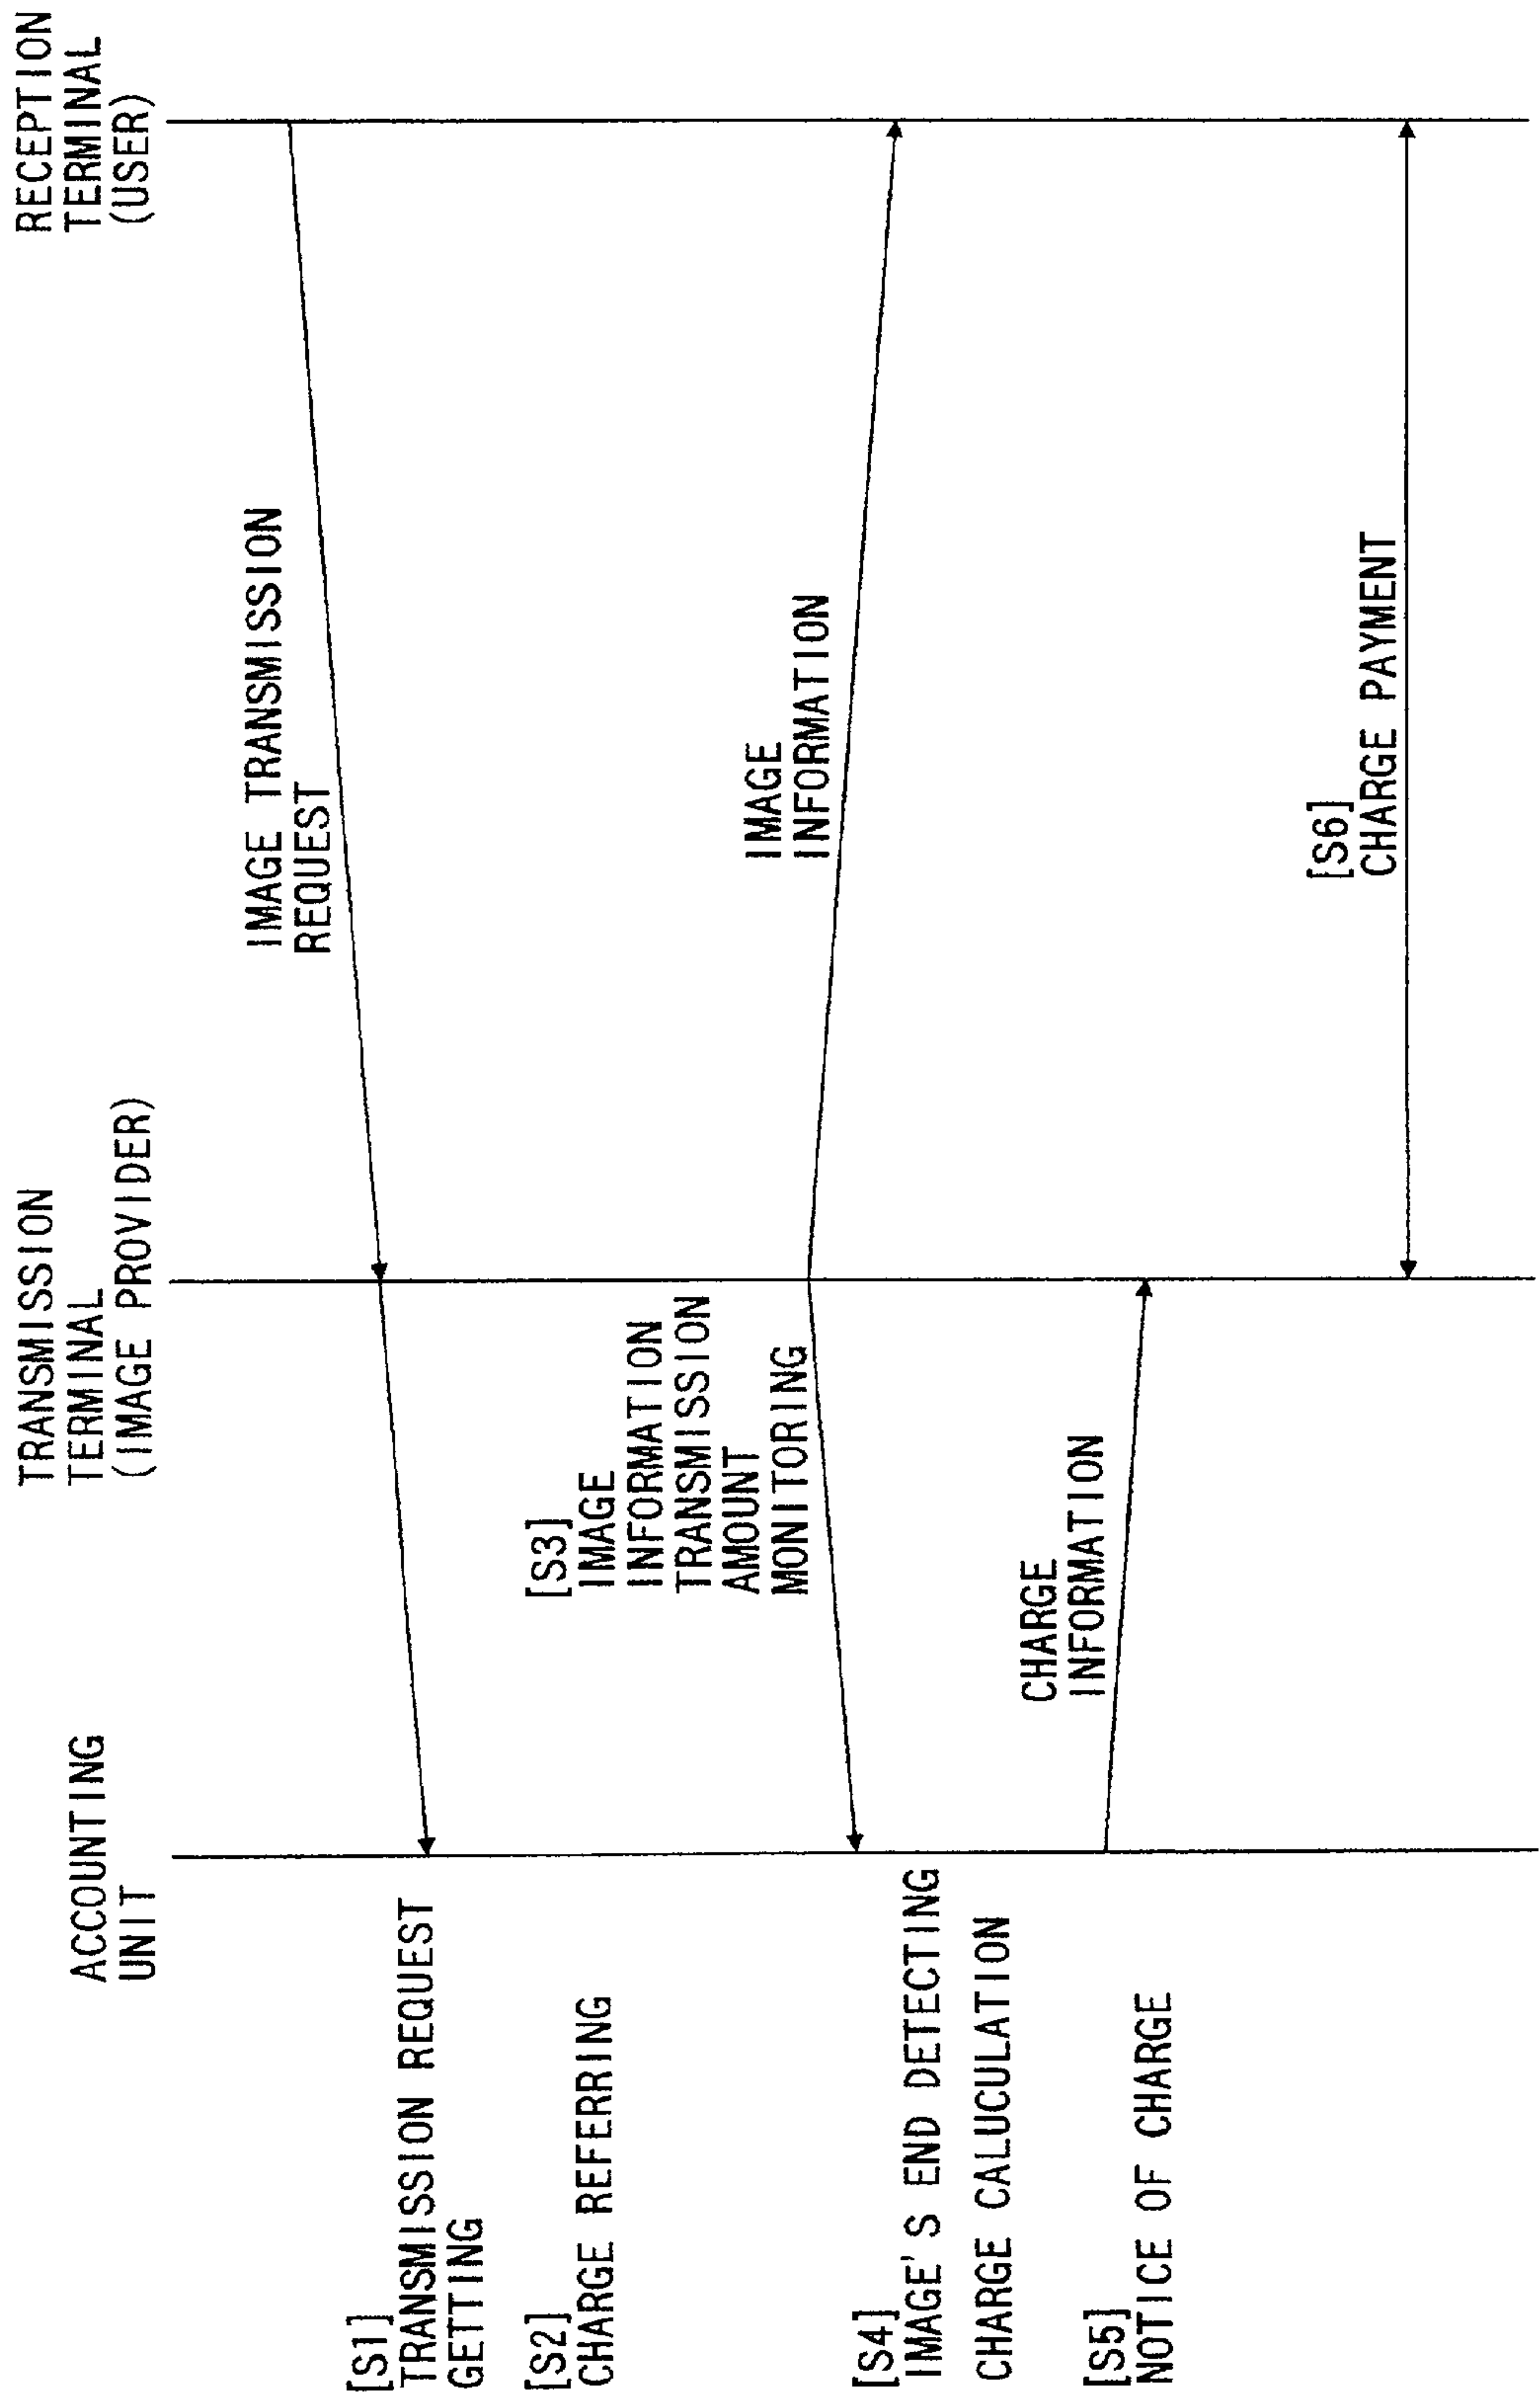 ACCOUNTING
UNIT
TRANSMISSION
TERMINAL
(IMAGE PROVIDER)
RECEPTION
TERMINAL
(USER)
IMAGE TRANSMISSION
REQUEST
[S1]
TRANSMISSION REQUEST
GETTING
[S2]
CHARGE REFERRING
[S3]
IMAGE
INFORMATION
TRANSMISSION
AMOUNT
MONITORING
IMAGE
INFORMATION
[S4]
IMAGE'S END DETECTING
CHARGE CALUCULATION
CHARGE
INFORMATION
[S5]
NOTICE OF CHARGE
[S6]
CHARGE PAYMENT